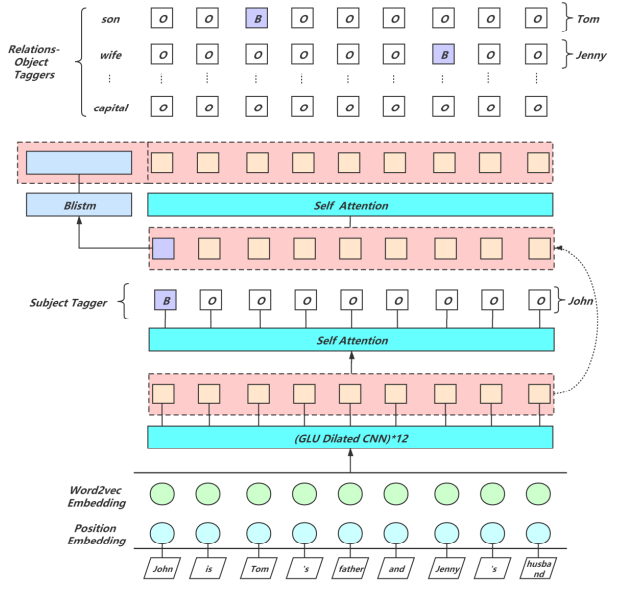 son O O B O O O O O O Tom
Relations-
Object
Taggers
wife O O O O O O B O O Jenny
capital O O O O O O O O O
Blistm
Self Attention
Subject Tagger B O O O O O O O O John
Self Attention
(GLU Dilated CNN)*12
Word2vec
Embedding
Position
Embedding
John is Tom 's father and Jenny 's husba
nd